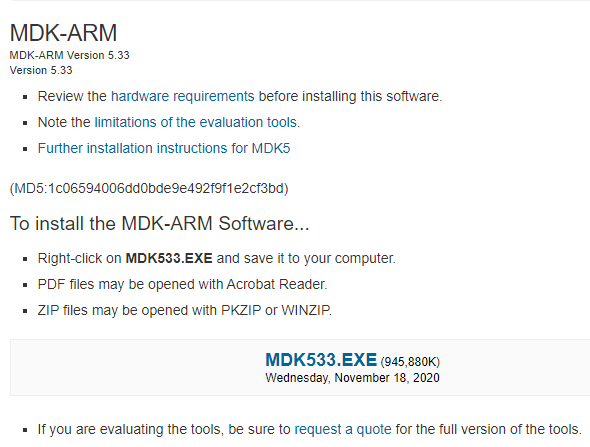 MDK-ARM
MDK-ARM Version 5.33
Version 5.33
Review the hardware requirements before installing this software.
Note the limitations of the evaluation tools.
Further installation instructions for MDK5
(MD5:1c06594006dd0bde9e492f9f1e2cf3bd)
To install the MDK-ARM Software...
Right-click on MDK533.EXE and save it to your computer.
PDF files may be opened with Acrobat Reader.
ZIP files may be opened with PKZIP or WINZIP.
MDK533.EXE (945,880K)
Wednesday, November 18, 2020
If you are evaluating the tools, be sure to request a quote for the full version of the tools.